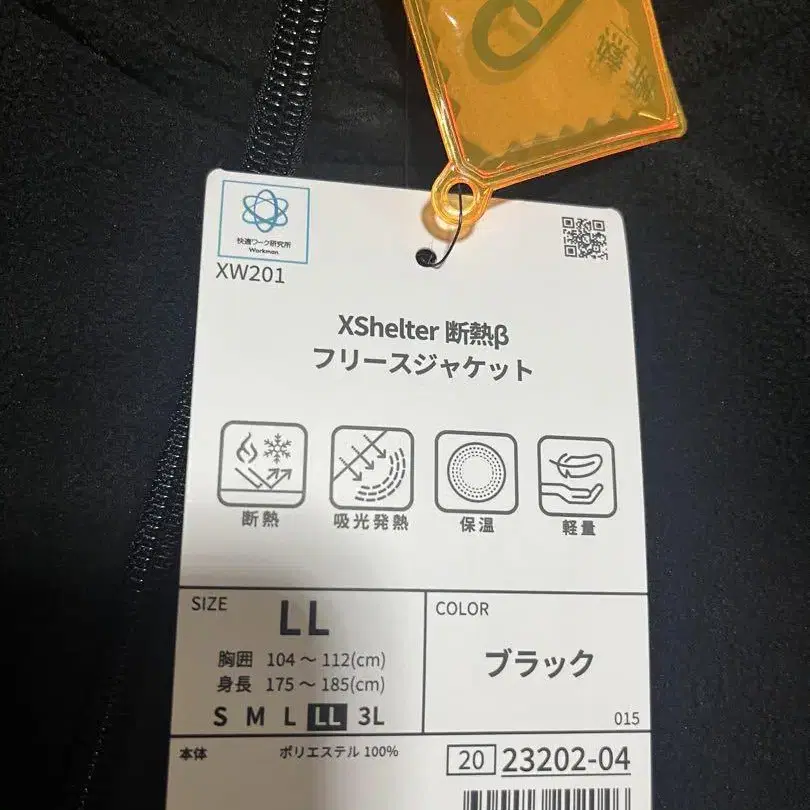 断熱
快適ワーク研究所
Workman
XW201
XShelter 断熱β
フリースジャケット
断熱
吸光発熱
保温
軽量
SIZE
LL
胸囲 104 〜 112(cm)
身長 175 〜 185(cm)
S M L LL 3L
COLOR
ブラック
015
本体 ポリエステル 100%
20 23202-04